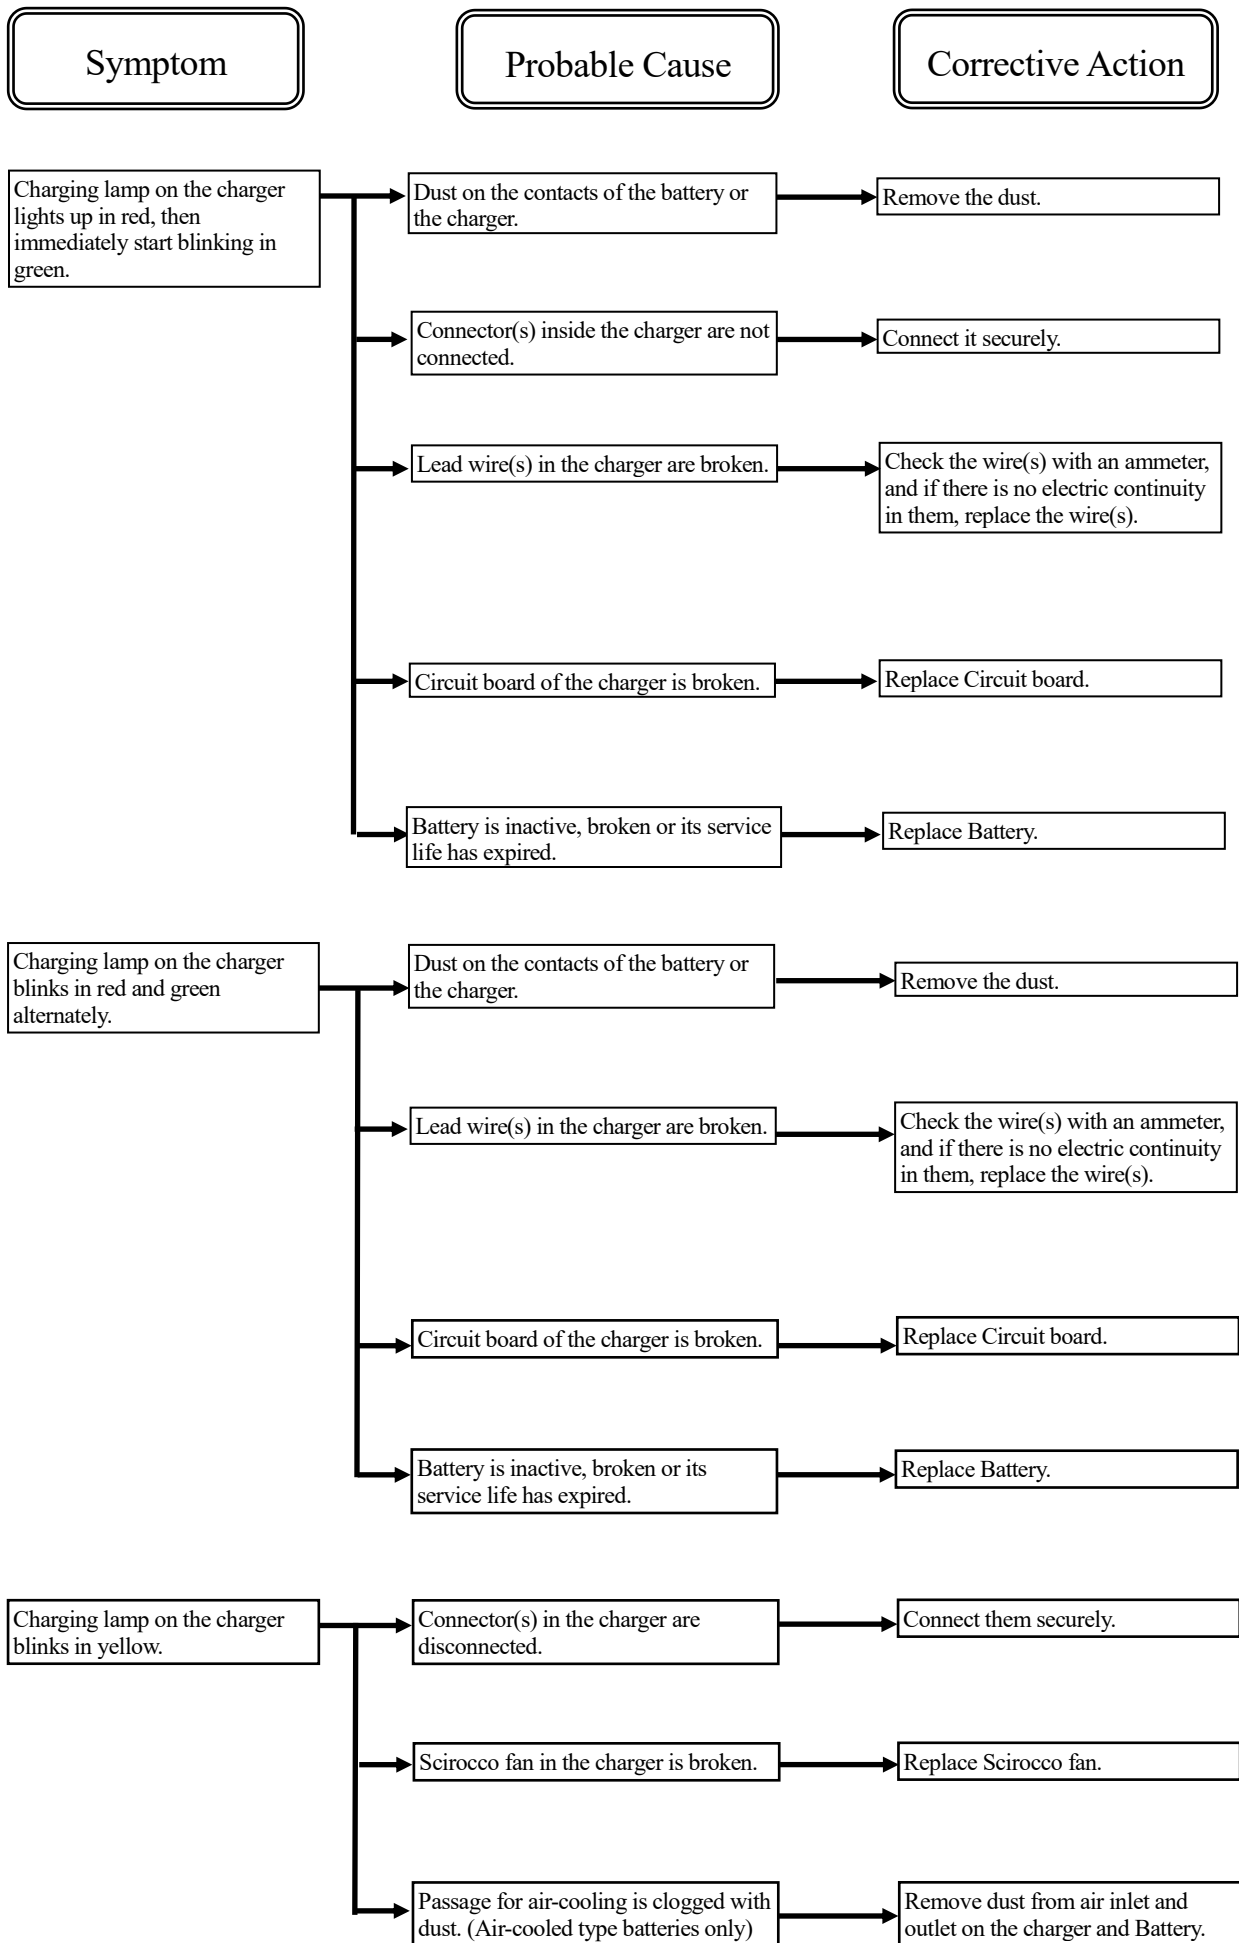 Symptom
Probable Cause
Corrective Action
Charging lamp on the charger
lights up in red, then
immediately start blinking in
green.
Dust on the contacts of the battery or
the charger.
Remove the dust.
Connector(s) inside the charger are not
connected.
Connect it securely.
Lead wire(s) in the charger are broken.
Check the wire(s) with an ammeter,
and if there is no electric continuity
in them, replace the wire(s).
Circuit board of the charger is broken.
Replace Circuit board.
Battery is inactive, broken or its service
life has expired.
Replace Battery.
Charging lamp on the charger
blinks in red and green
alternately.
Dust on the contacts of the battery or
the charger.
Remove the dust.
Lead wire(s) in the charger are broken.
Check the wire(s) with an ammeter,
and if there is no electric continuity
in them, replace the wire(s).
Circuit board of the charger is broken.
Replace Circuit board.
Battery is inactive, broken or its
service life has expired.
Replace Battery.
Charging lamp on the charger
blinks in yellow.
Connector(s) in the charger are
disconnected.
Connect them securely.
Scirocco fan in the charger is broken.
Replace Scirocco fan.
Passage for air-cooling is clogged with
dust. (Air-cooled type batteries only)
Remove dust from air inlet and
outlet on the charger and Battery.